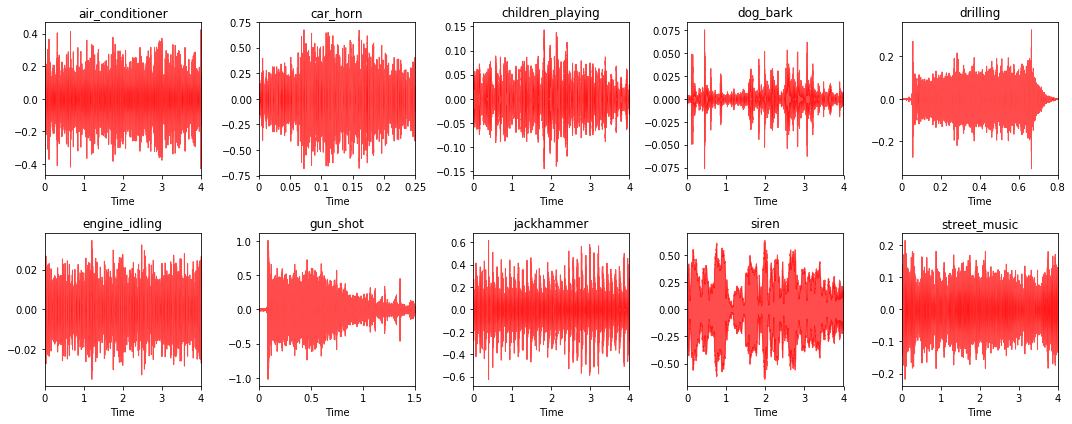 air_conditioner
0.4
0.2
0.0
−0.2
−0.4
0 1 2 3 4
Time
car_horn
0.75
0.50
0.25
0.00
−0.25
−0.50
−0.75
0 0.05 0.1 0.15 0.2 0.25
Time
children_playing
0.15
0.10
0.05
0.00
−0.05
−0.10
−0.15
0 1 2 3 4
Time
dog_bark
0.075
0.050
0.025
0.000
−0.025
−0.050
−0.075
0 1 2 3 4
Time
drilling
0.2
0.0
−0.2
0 0.2 0.4 0.6 0.8
Time
engine_idling
0.02
0.00
−0.02
0 1 2 3 4
Time
gun_shot
1.0
0.5
0.0
−0.5
−1.0
0 0.5 1 1.5
Time
jackhammer
0.6
0.4
0.2
0.0
−0.2
−0.4
−0.6
0 1 2 3 4
Time
siren
0.50
0.25
0.00
−0.25
−0.50
0 1 2 3 4
Time
street_music
0.2
0.1
0.0
−0.1
−0.2
0 1 2 3 4
Time